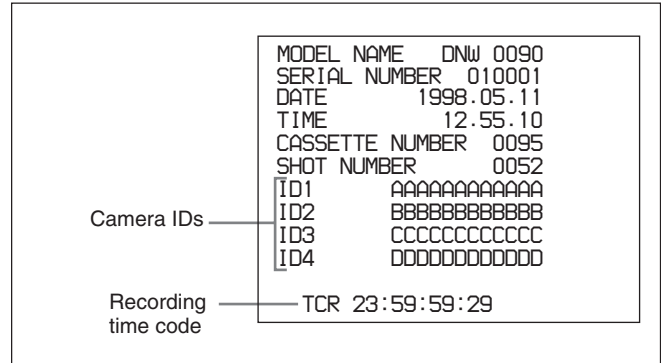 MODEL NAME DNW 0090
SERIAL NUMBER 010001
DATE 1998.05.11
TIME 12.55.10
CASSETTE NUMBER 0095
SHOT NUMBER 0052
ID1 AAAAAAAAAAAA
ID2 BBBBBBBBBBBB
ID3 CCCCCCCCCCCC
ID4 DDDDDDDDDDDD
Camera IDs
TCR 23:59:59:29
Recording
time code